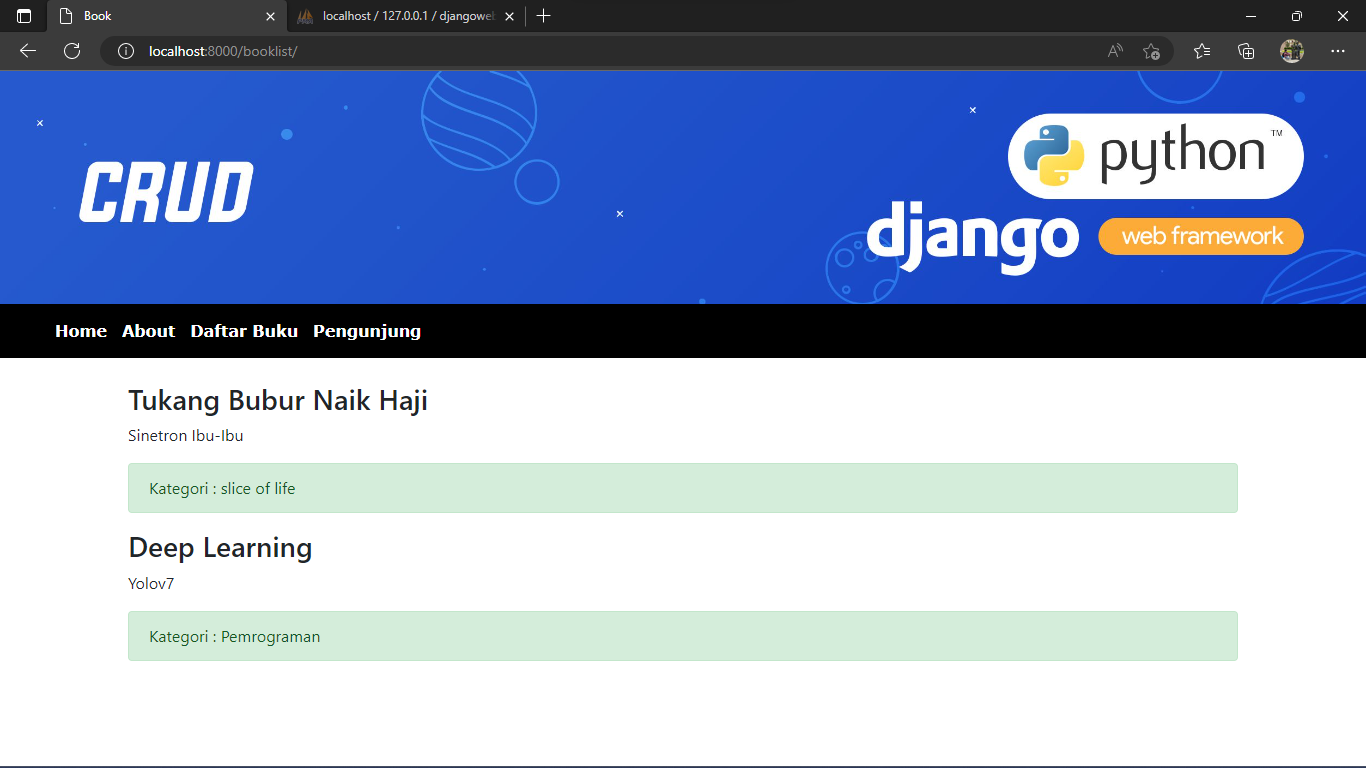 Book
localhost / 127.0.0.1 / djangoweb
localhost:8000/booklist/
CRUD
python™
django web framework
Home About Daftar Buku Pengunjung
Tukang Bubur Naik Haji
Sinetron Ibu-Ibu
Kategori : slice of life
Deep Learning
Yolov7
Kategori : Pemrograman